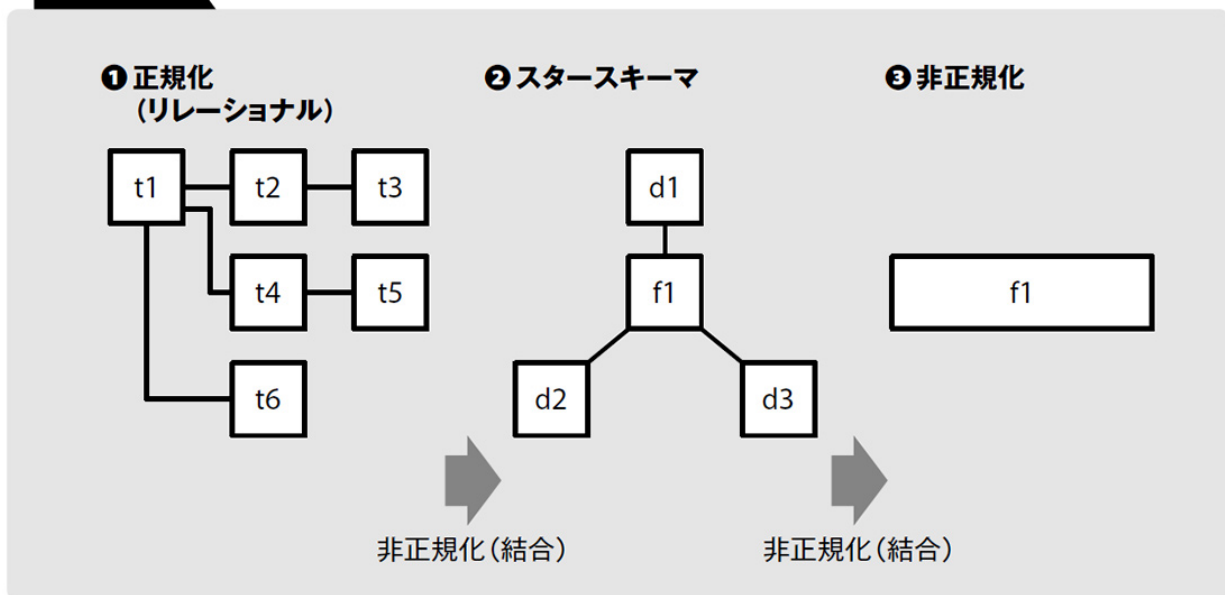 ❶ 正規化
(リレーショナル)
t1
t2
t3
t4
t5
t6
❷ スタースキーマ
d1
f1
d2
d3
❸ 非正規化
f1
非正規化(結合)
非正規化(結合)